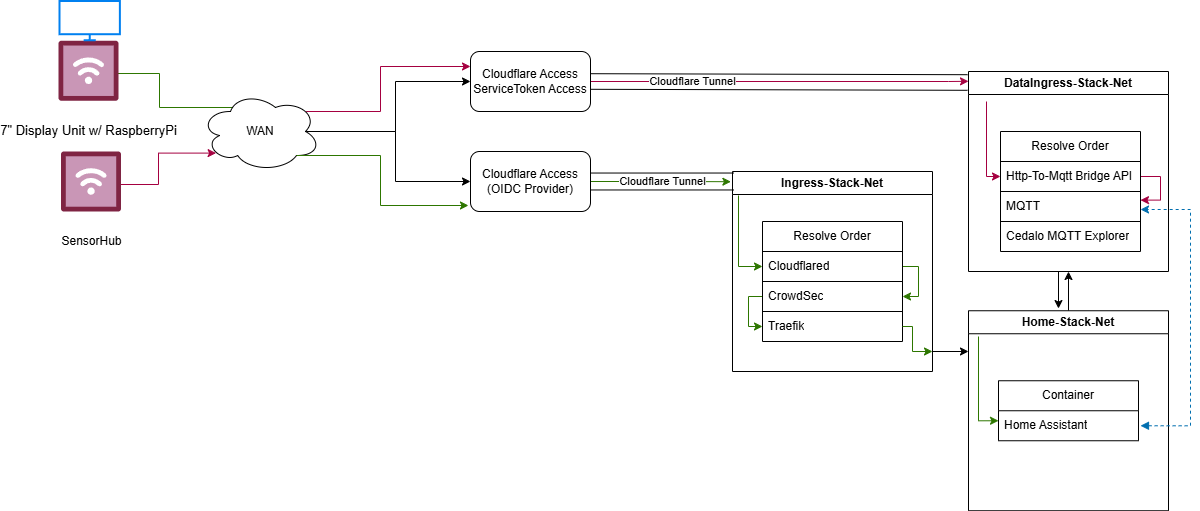 7" Display Unit w/ RaspberryPi
SensorHub
WAN
Cloudflare Access
ServiceToken Access
Cloudflare Access
(OIDC Provider)
Cloudflare Tunnel
Cloudflare Tunnel
Ingress-Stack-Net
Resolve Order
Cloudflared
CrowdSec
Traefik
DataIngress-Stack-Net
Resolve Order
Http-To-Mqtt Bridge API
MQTT
Cedalo MQTT Explorer
Home-Stack-Net
Container
Home Assistant